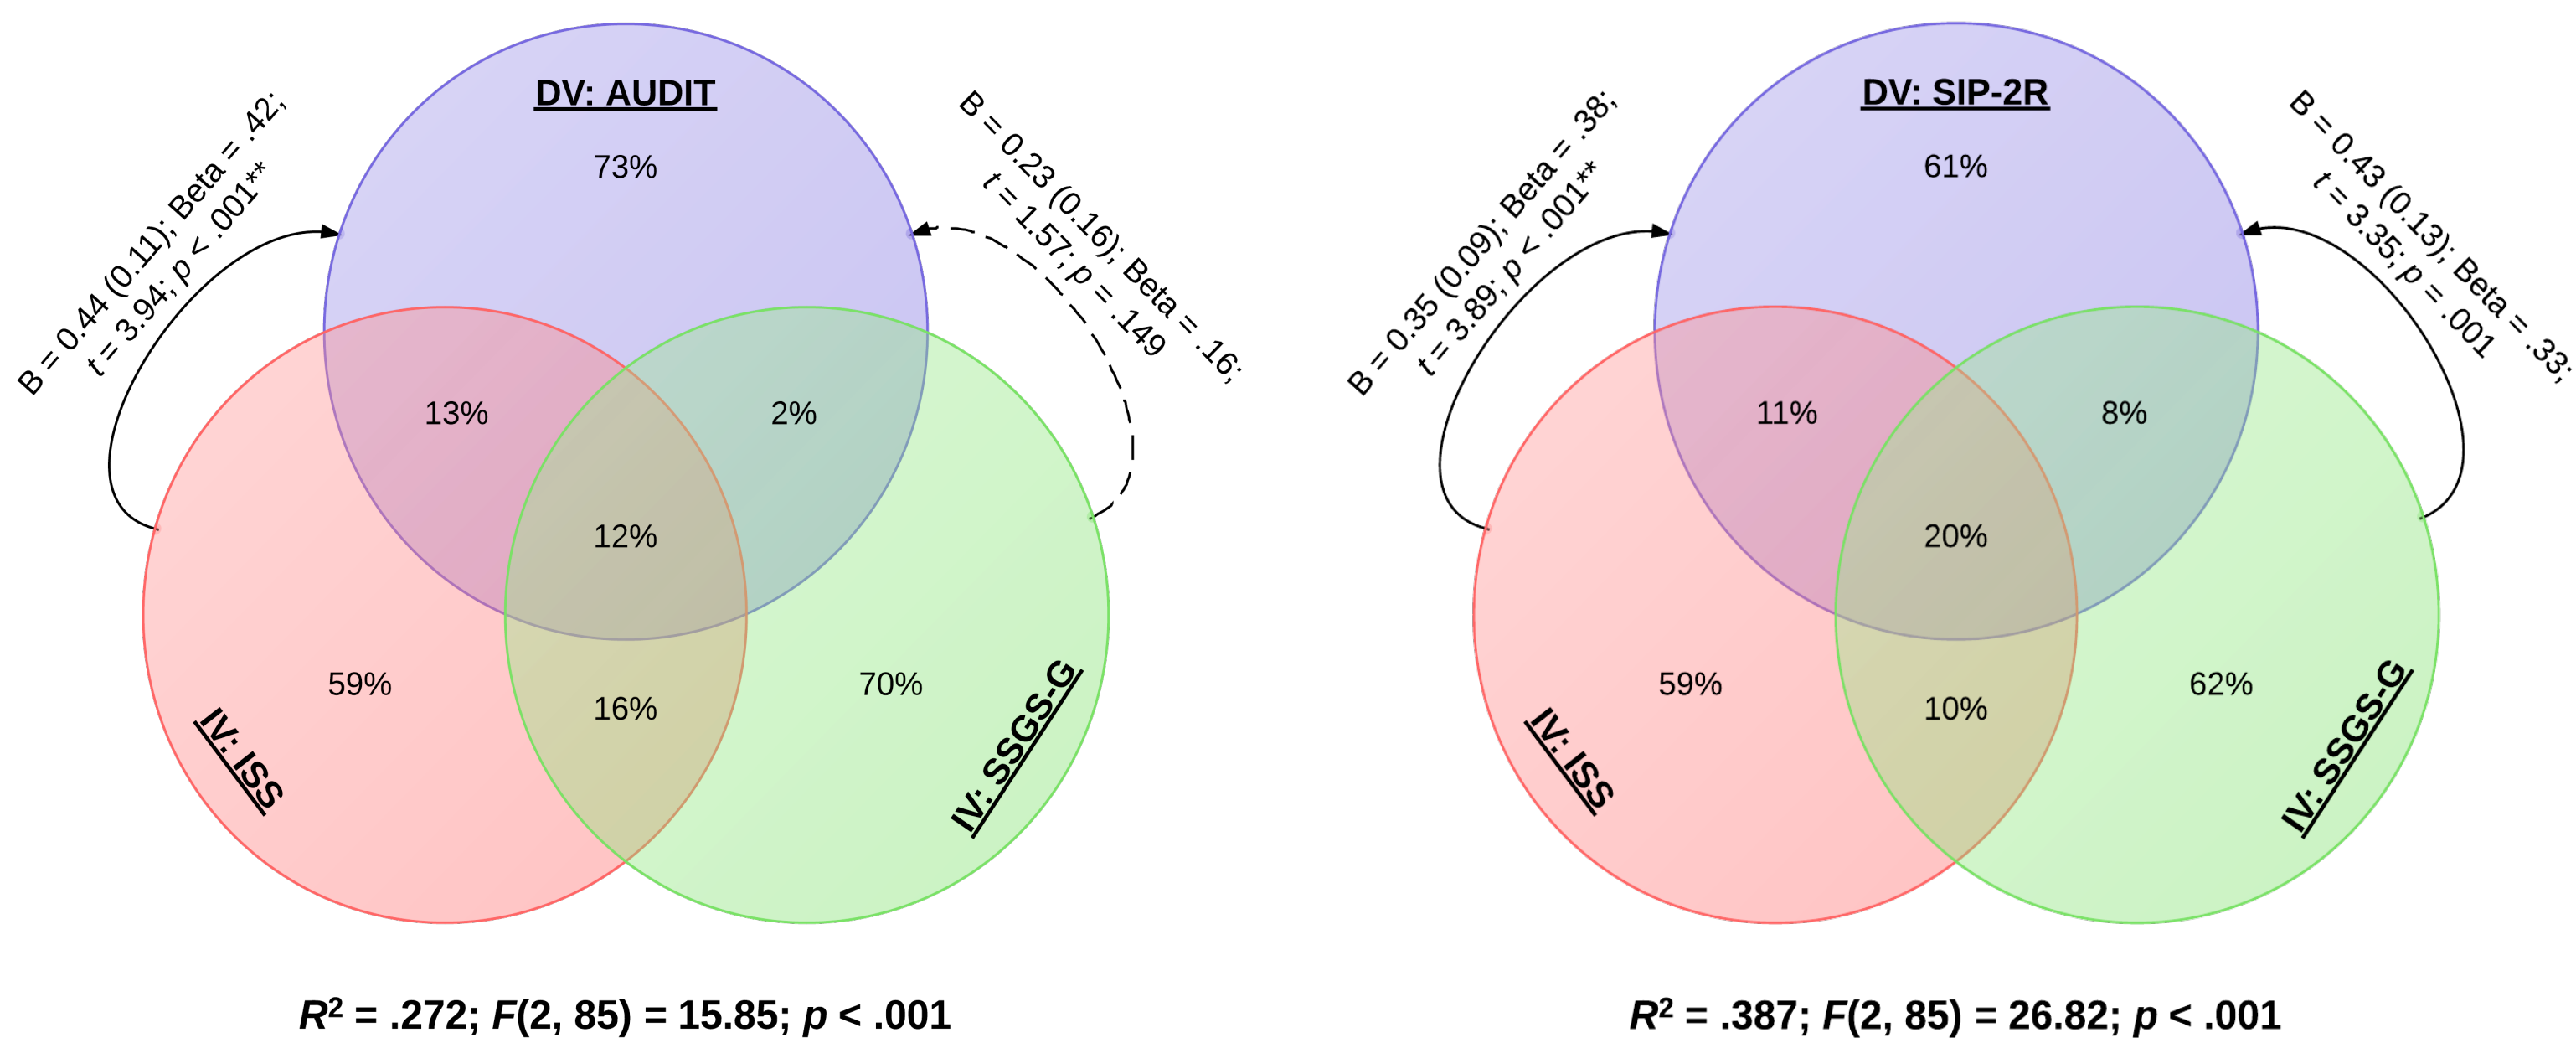 DV: AUDIT
73%
B = 0.44 (0.11); Beta = .42;
t = 3.94; p < .001**
B = 0.23 (0.16); Beta = .16;
t = 1.57; p = .149
13%
2%
12%
59%
16%
70%
IV: ISS
IV: SSGS-G
R² = .272; F(2, 85) = 15.85; p < .001
DV: SIP-2R
61%
B = 0.35 (0.09); Beta = .38;
t = 3.89; p < .001**
B = 0.43 (0.13); Beta = .33;
t = 3.35; p = .001
11%
8%
20%
59%
10%
62%
IV: ISS
IV: SSGS-G
R² = .387; F(2, 85) = 26.82; p < .001